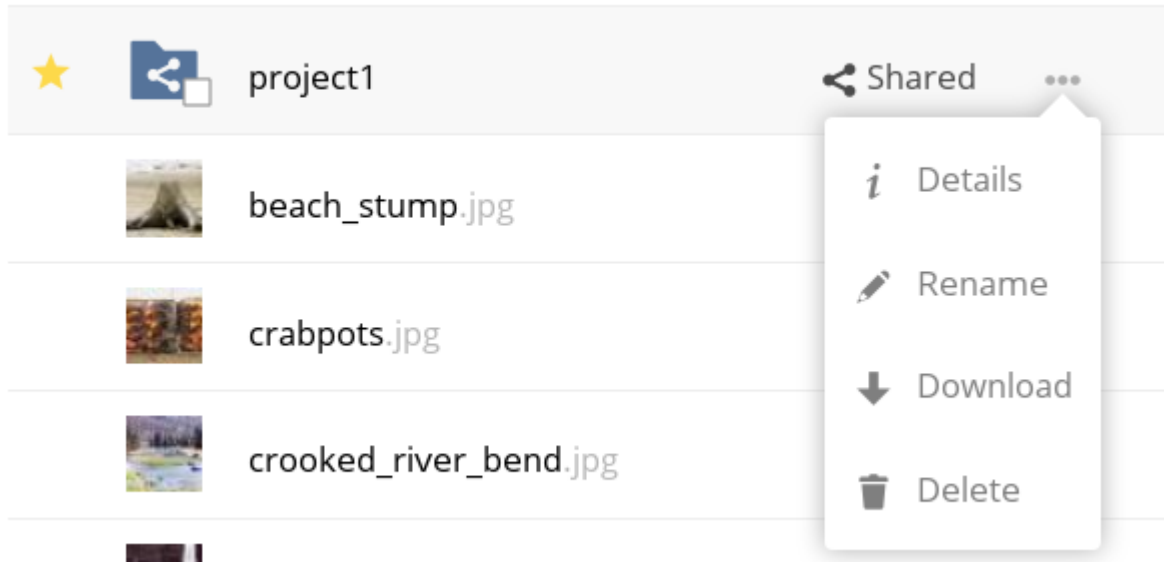 project1 Shared
Details
beach_stump.jpg
Rename
crabpots.jpg
Download
crooked_river_bend.jpg
Delete